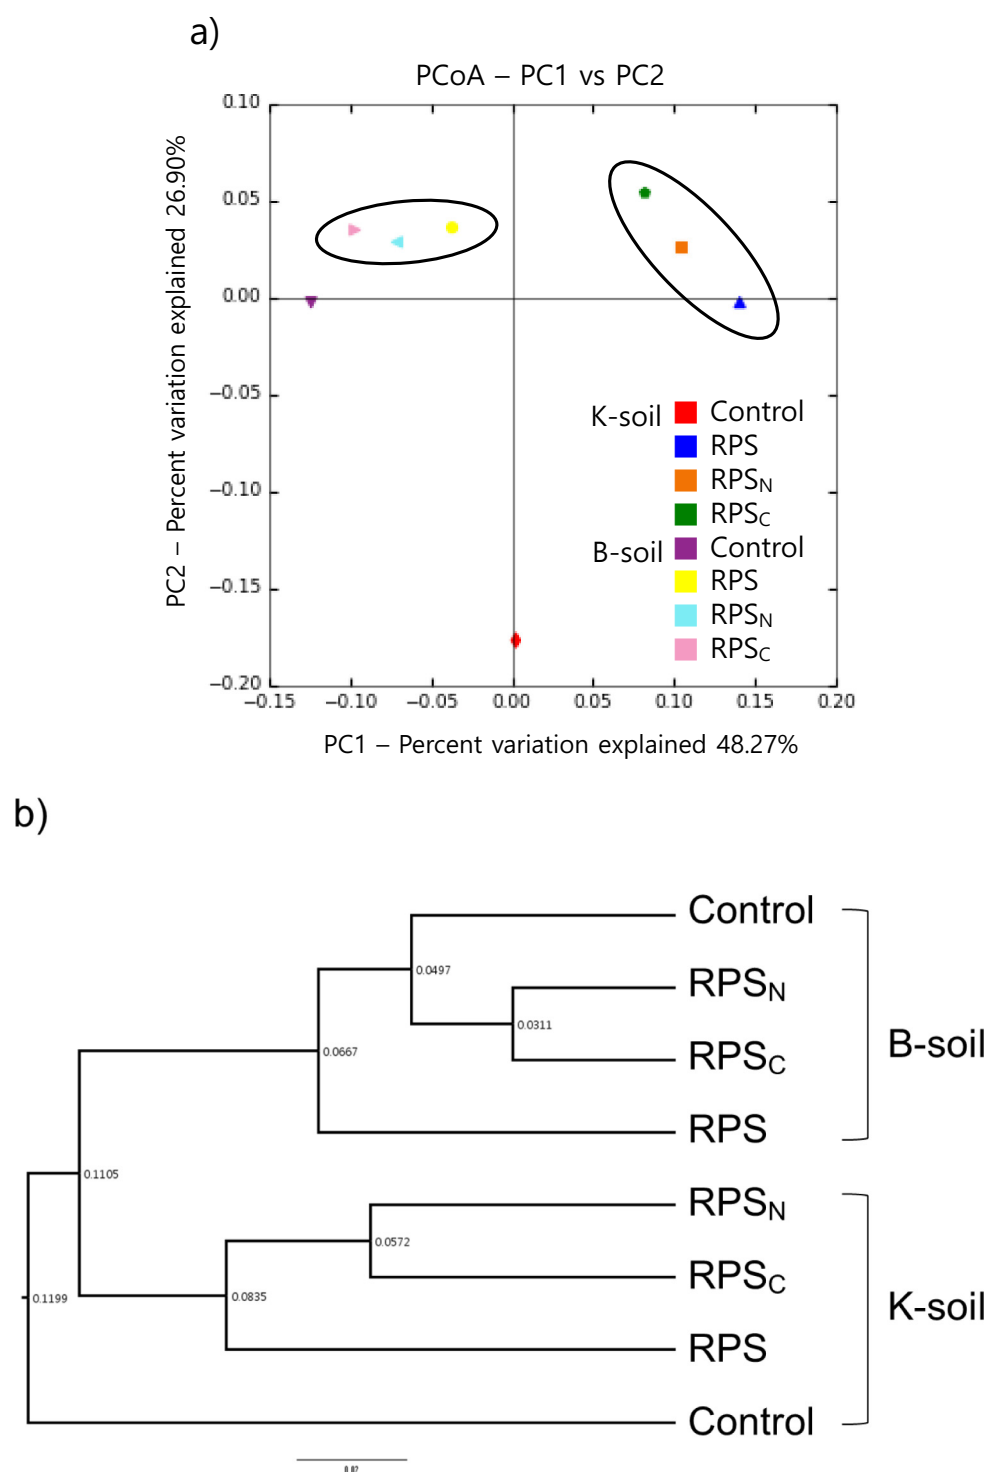 a)
PCoA – PC1 vs PC2
PC2 – Percent variation explained 26.90%
0.10
0.05
0.00
−0.05
−0.10
−0.15
−0.20
K-soil Control
RPS
RPSN
RPSC
B-soil Control
RPS
RPSN
RPSC
−0.15 −0.10 −0.05 0.00 0.05 0.10 0.15 0.20
PC1 – Percent variation explained 48.27%
b)
Control
0.0497
RPSN
0.0311
B-soil
0.0667
RPSC
RPS
0.1105
RPSN
0.0572
RPSC
0.1199
0.0835
K-soil
RPS
Control
0.02